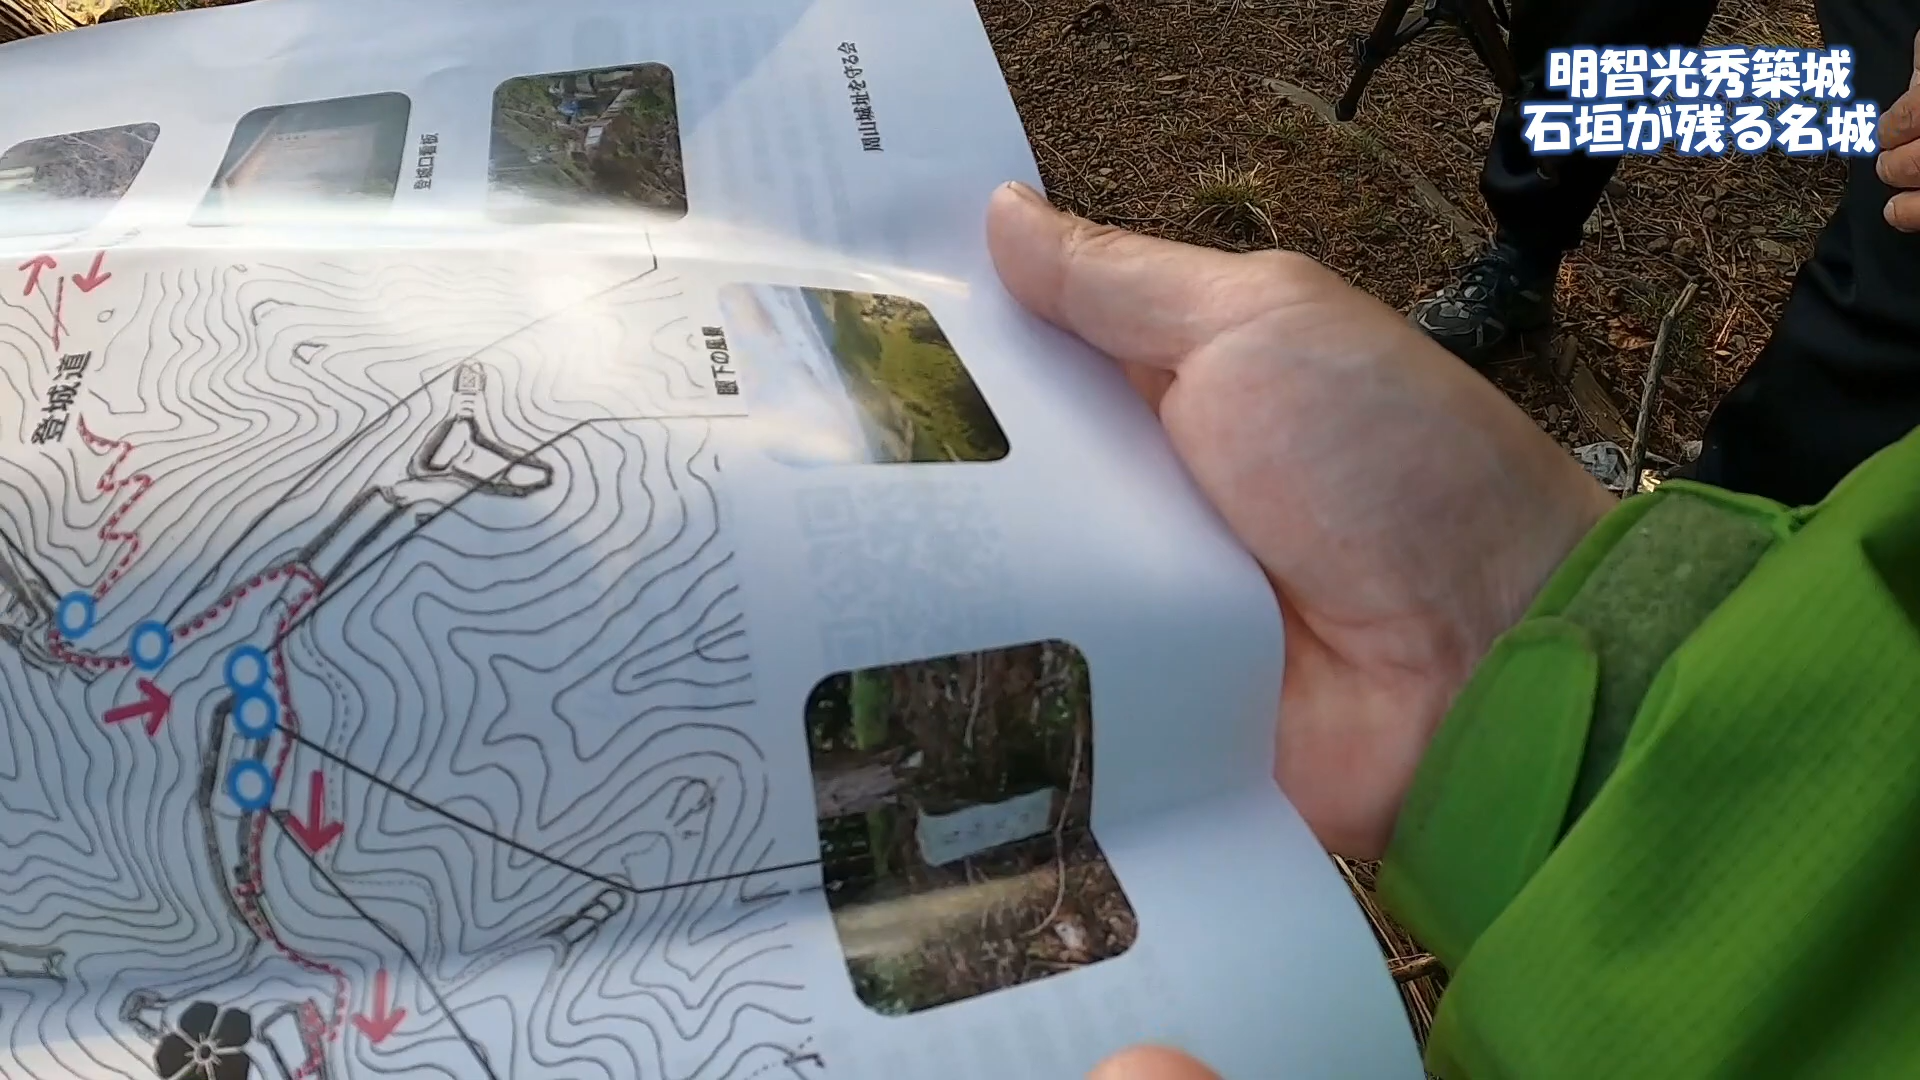 明智光秀築城
石垣が残る名城
周山城址を守る会
登城口看板
眼下の風景
登城道